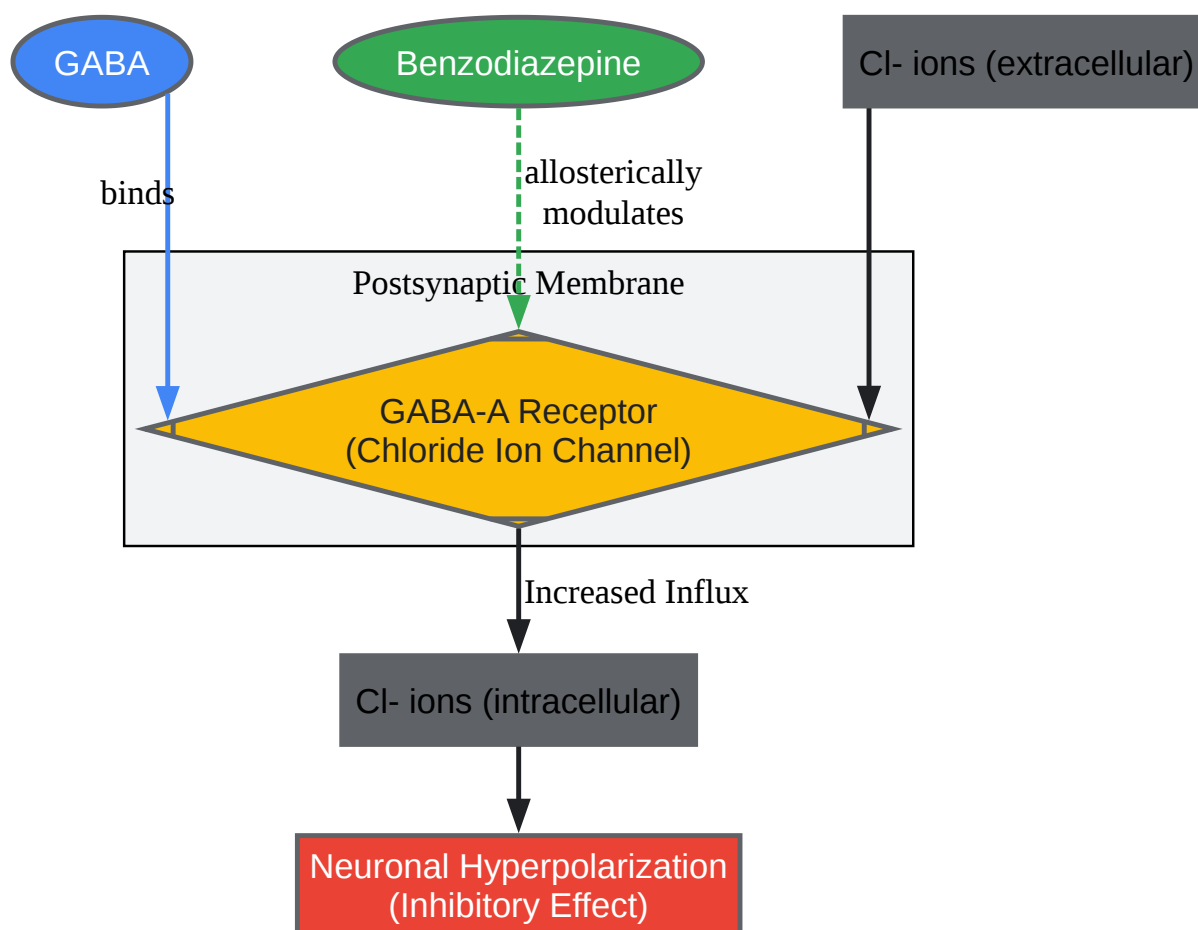 GABA
Benzodiazepine
Cl- ions (extracellular)
binds
allosterically
modulates
Postsynaptic Membrane
GABA-A Receptor
(Chloride Ion Channel)
Increased Influx
Cl- ions (intracellular)
Neuronal Hyperpolarization
(Inhibitory Effect)